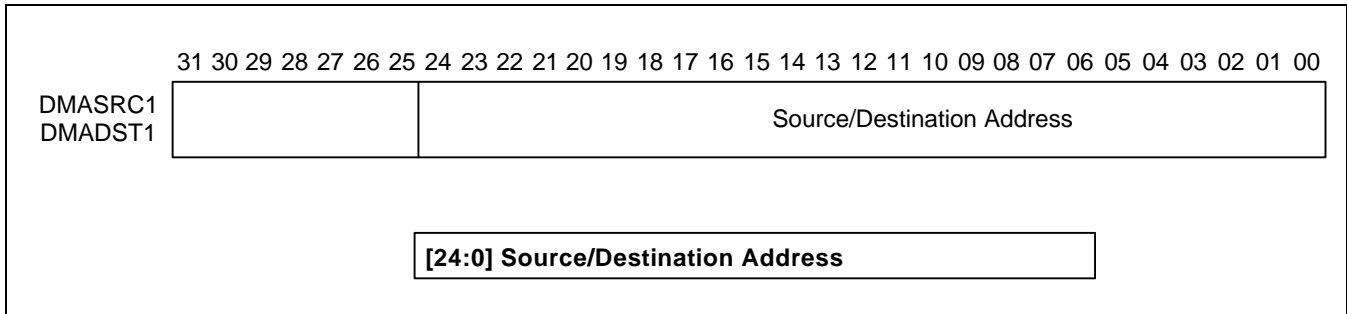 31 30 29 28 27 26 25 24 23 22 21 20 19 18 17 16 15 14 13 12 11 10 09 08 07 06 05 04 03 02 01 00
DMASRC1
DMADST1
Source/Destination Address
[24:0] Source/Destination Address